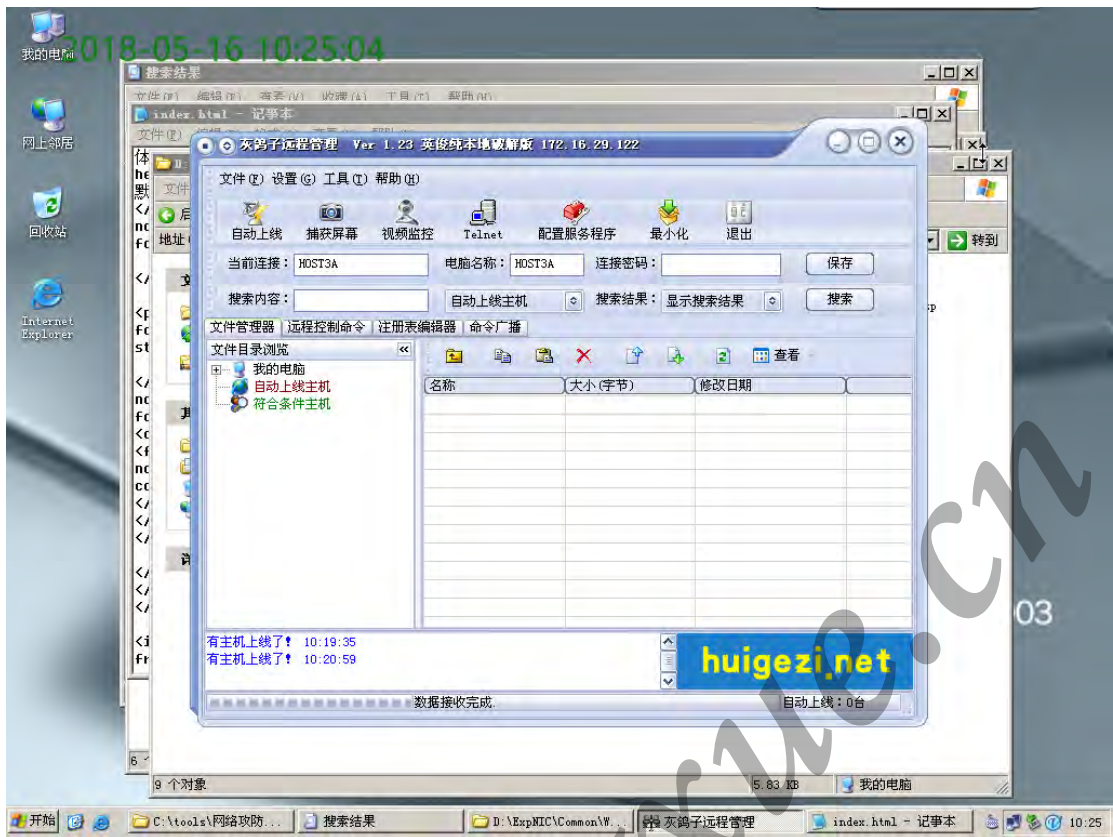 我的电脑
2018-05-16 10:25:04
网上邻居
回收站
Internet
Explorer
搜索结果
index.html - 记事本
灰鸽子远程管理 Ver 1.23 英俊纯本地破解版 172.16.29.122
文件(F) 设置(G) 工具(T) 帮助(H)
自动上线 捕获屏幕 视频监控 Telnet 配置服务程序 最小化 退出
当前连接： HOST3A 电脑名称： HOST3A 连接密码： 保存
搜索内容： 自动上线主机 搜索结果： 显示搜索结果 搜索
文件管理器 远程控制命令 注册表编辑器 命令广播
文件目录浏览 «
查看
我的电脑
自动上线主机
符合条件主机
名称 大小(字节) 修改日期
转到
有主机上线了！ 10:19:35
有主机上线了！ 10:20:59
huigezi.net
数据接收完成. 自动上线：0台
03
9 个对象 5.83 KB 我的电脑
开始 C:\tools\网络攻防... 搜索结果 D:\ExpNIC\Common\W... 灰鸽子远程管理 index.html - 记事本 10:25
xue.cn